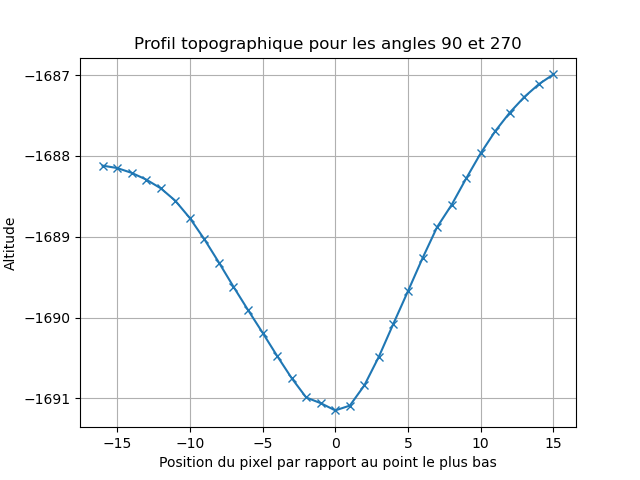 Profil topographique pour les angles 90 et 270
Altitude
−1687
−1688
−1689
−1690
−1691
−15 −10 −5 0 5 10 15
Position du pixel par rapport au point le plus bas